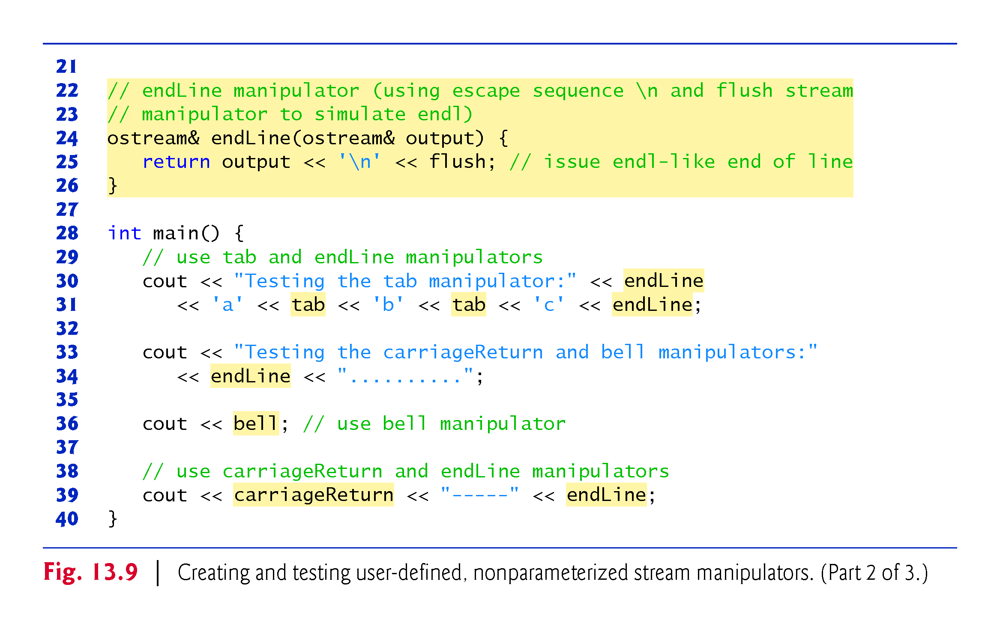 21
22 // endLine manipulator (using escape sequence \n and flush stream
23 // manipulator to simulate endl)
24 ostream& endLine(ostream& output) {
25    return output << '\n' << flush; // issue endl-like end of line
26 }
27
28 int main() {
29    // use tab and endLine manipulators
30    cout << "Testing the tab manipulator:" << endLine
31       << 'a' << tab << 'b' << tab << 'c' << endLine;
32
33    cout << "Testing the carriageReturn and bell manipulators:"
34       << endLine << "..........";
35
36    cout << bell; // use bell manipulator
37
38    // use carriageReturn and endLine manipulators
39    cout << carriageReturn << "-----" << endLine;
40 }
Fig. 13.9 | Creating and testing user-defined, nonparameterized stream manipulators. (Part 2 of 3.)